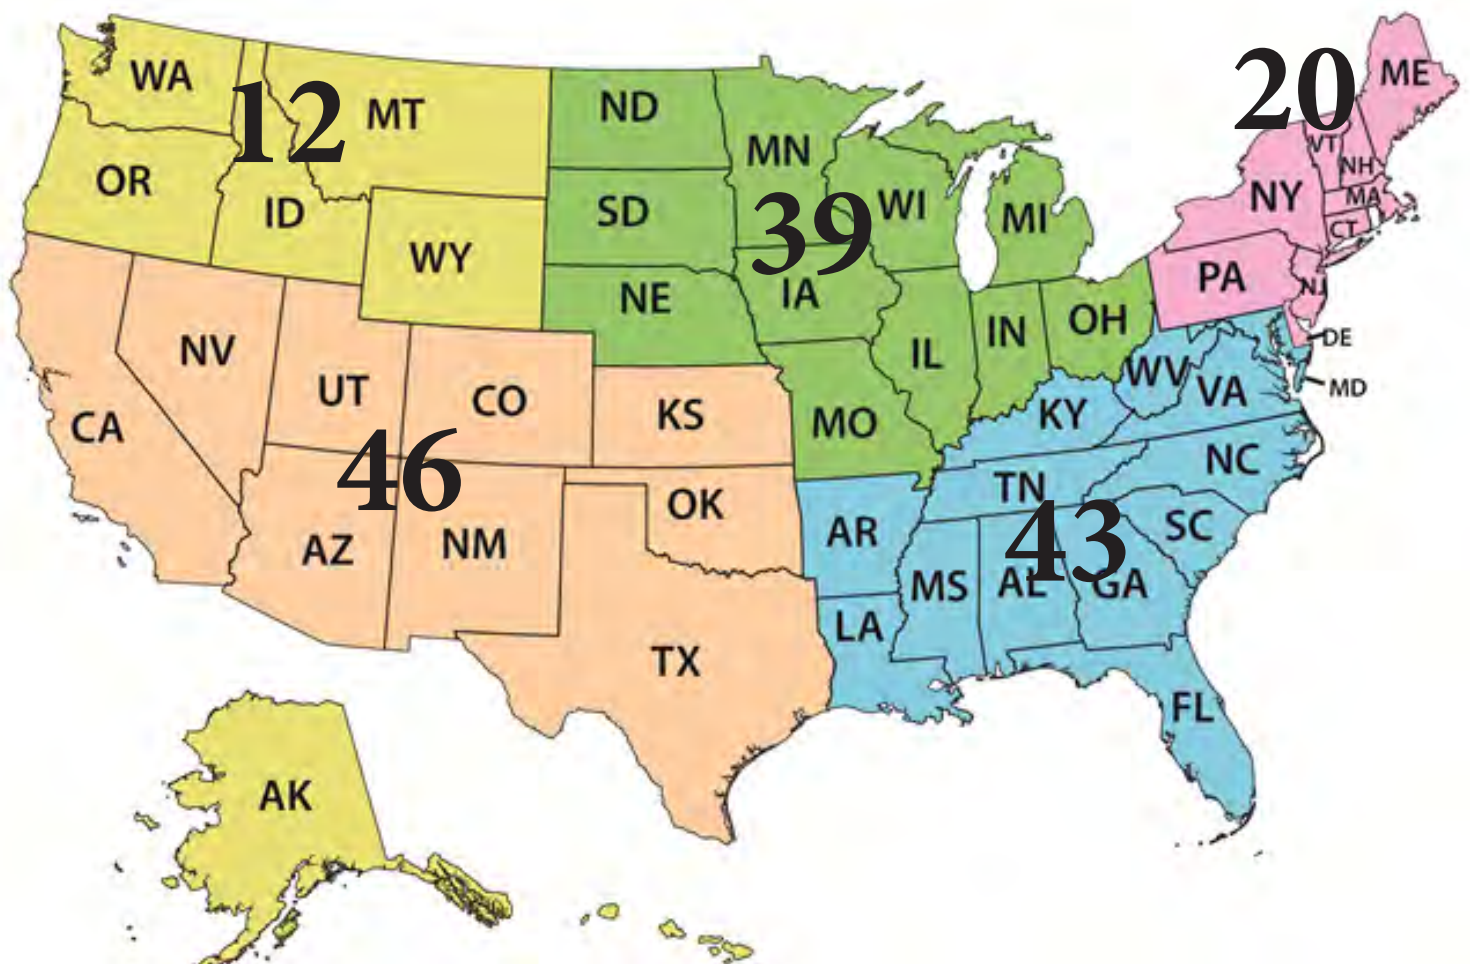 WA
12
MT
ND
MN
20
ME
VT
NH
OR
ID
SD
39
WI
MI
NY
MA
CT
WY
NE
IA
PA
NJ
NV
UT
CO
KS
MO
IL
IN
OH
WV
VA
DE
MD
CA
46
KY
NC
AZ
NM
OK
AR
TN
43
SC
MS
AL
GA
TX
LA
FL
AK